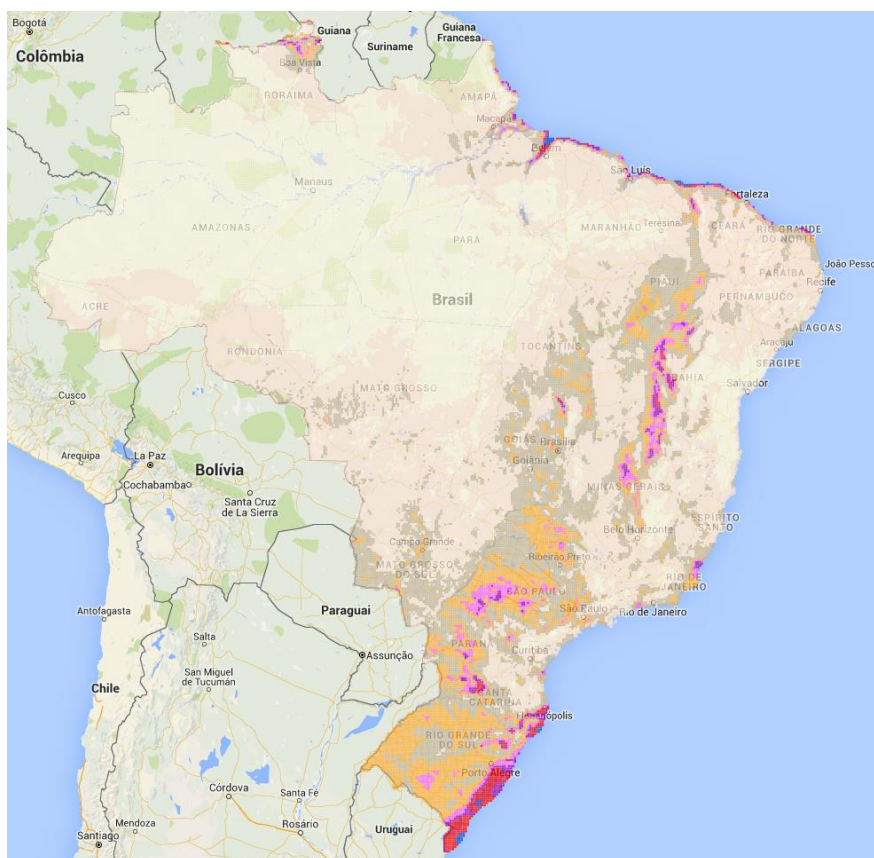 Bogotá
Colômbia
Guiana
Suriname
Guiana
Francesa
Boa Vista
RORAIMA
AMAPÁ
Macapá
Belém
São Luís
Fortaleza
Manaus
AMAZONAS
PARÁ
MARANHÃO
Teresina
CEARÁ
RIO GRANDE
DO NORTE
João Pesso
PARAÍBA
Recife
PERNAMBUCO
PIAUÍ
Brasil
ACRE
RONDÔNIA
TOCANTINS
ALAGOAS
Aracaju
SERGIPE
BAHIA
Salvador
MATO GROSSO
Cusco
GOIÁS
Brasília
Goiânia
Arequipa
La Paz
Bolívia
Cochabamba
Santa Cruz
de La Sierra
MINAS GERAIS
Belo Horizonte
ESPÍRITO
SANTO
Campo Grande
MATO GROSSO
DO SUL
Ribeirão Preto
RIO DE
JANEIRO
SÃO PAULO
São Paulo
Rio de Janeiro
Antofagasta
Paraguai
Salta
Assunção
PARANÁ
Curitiba
San Miguel
de Tucumán
Chile
SANTA
CATARINA
Florianópolis
RIO GRANDE
DO SUL
Porto Alegre
Córdova
Santa Fé
Mendoza
Rosário
Uruguai
Santiago